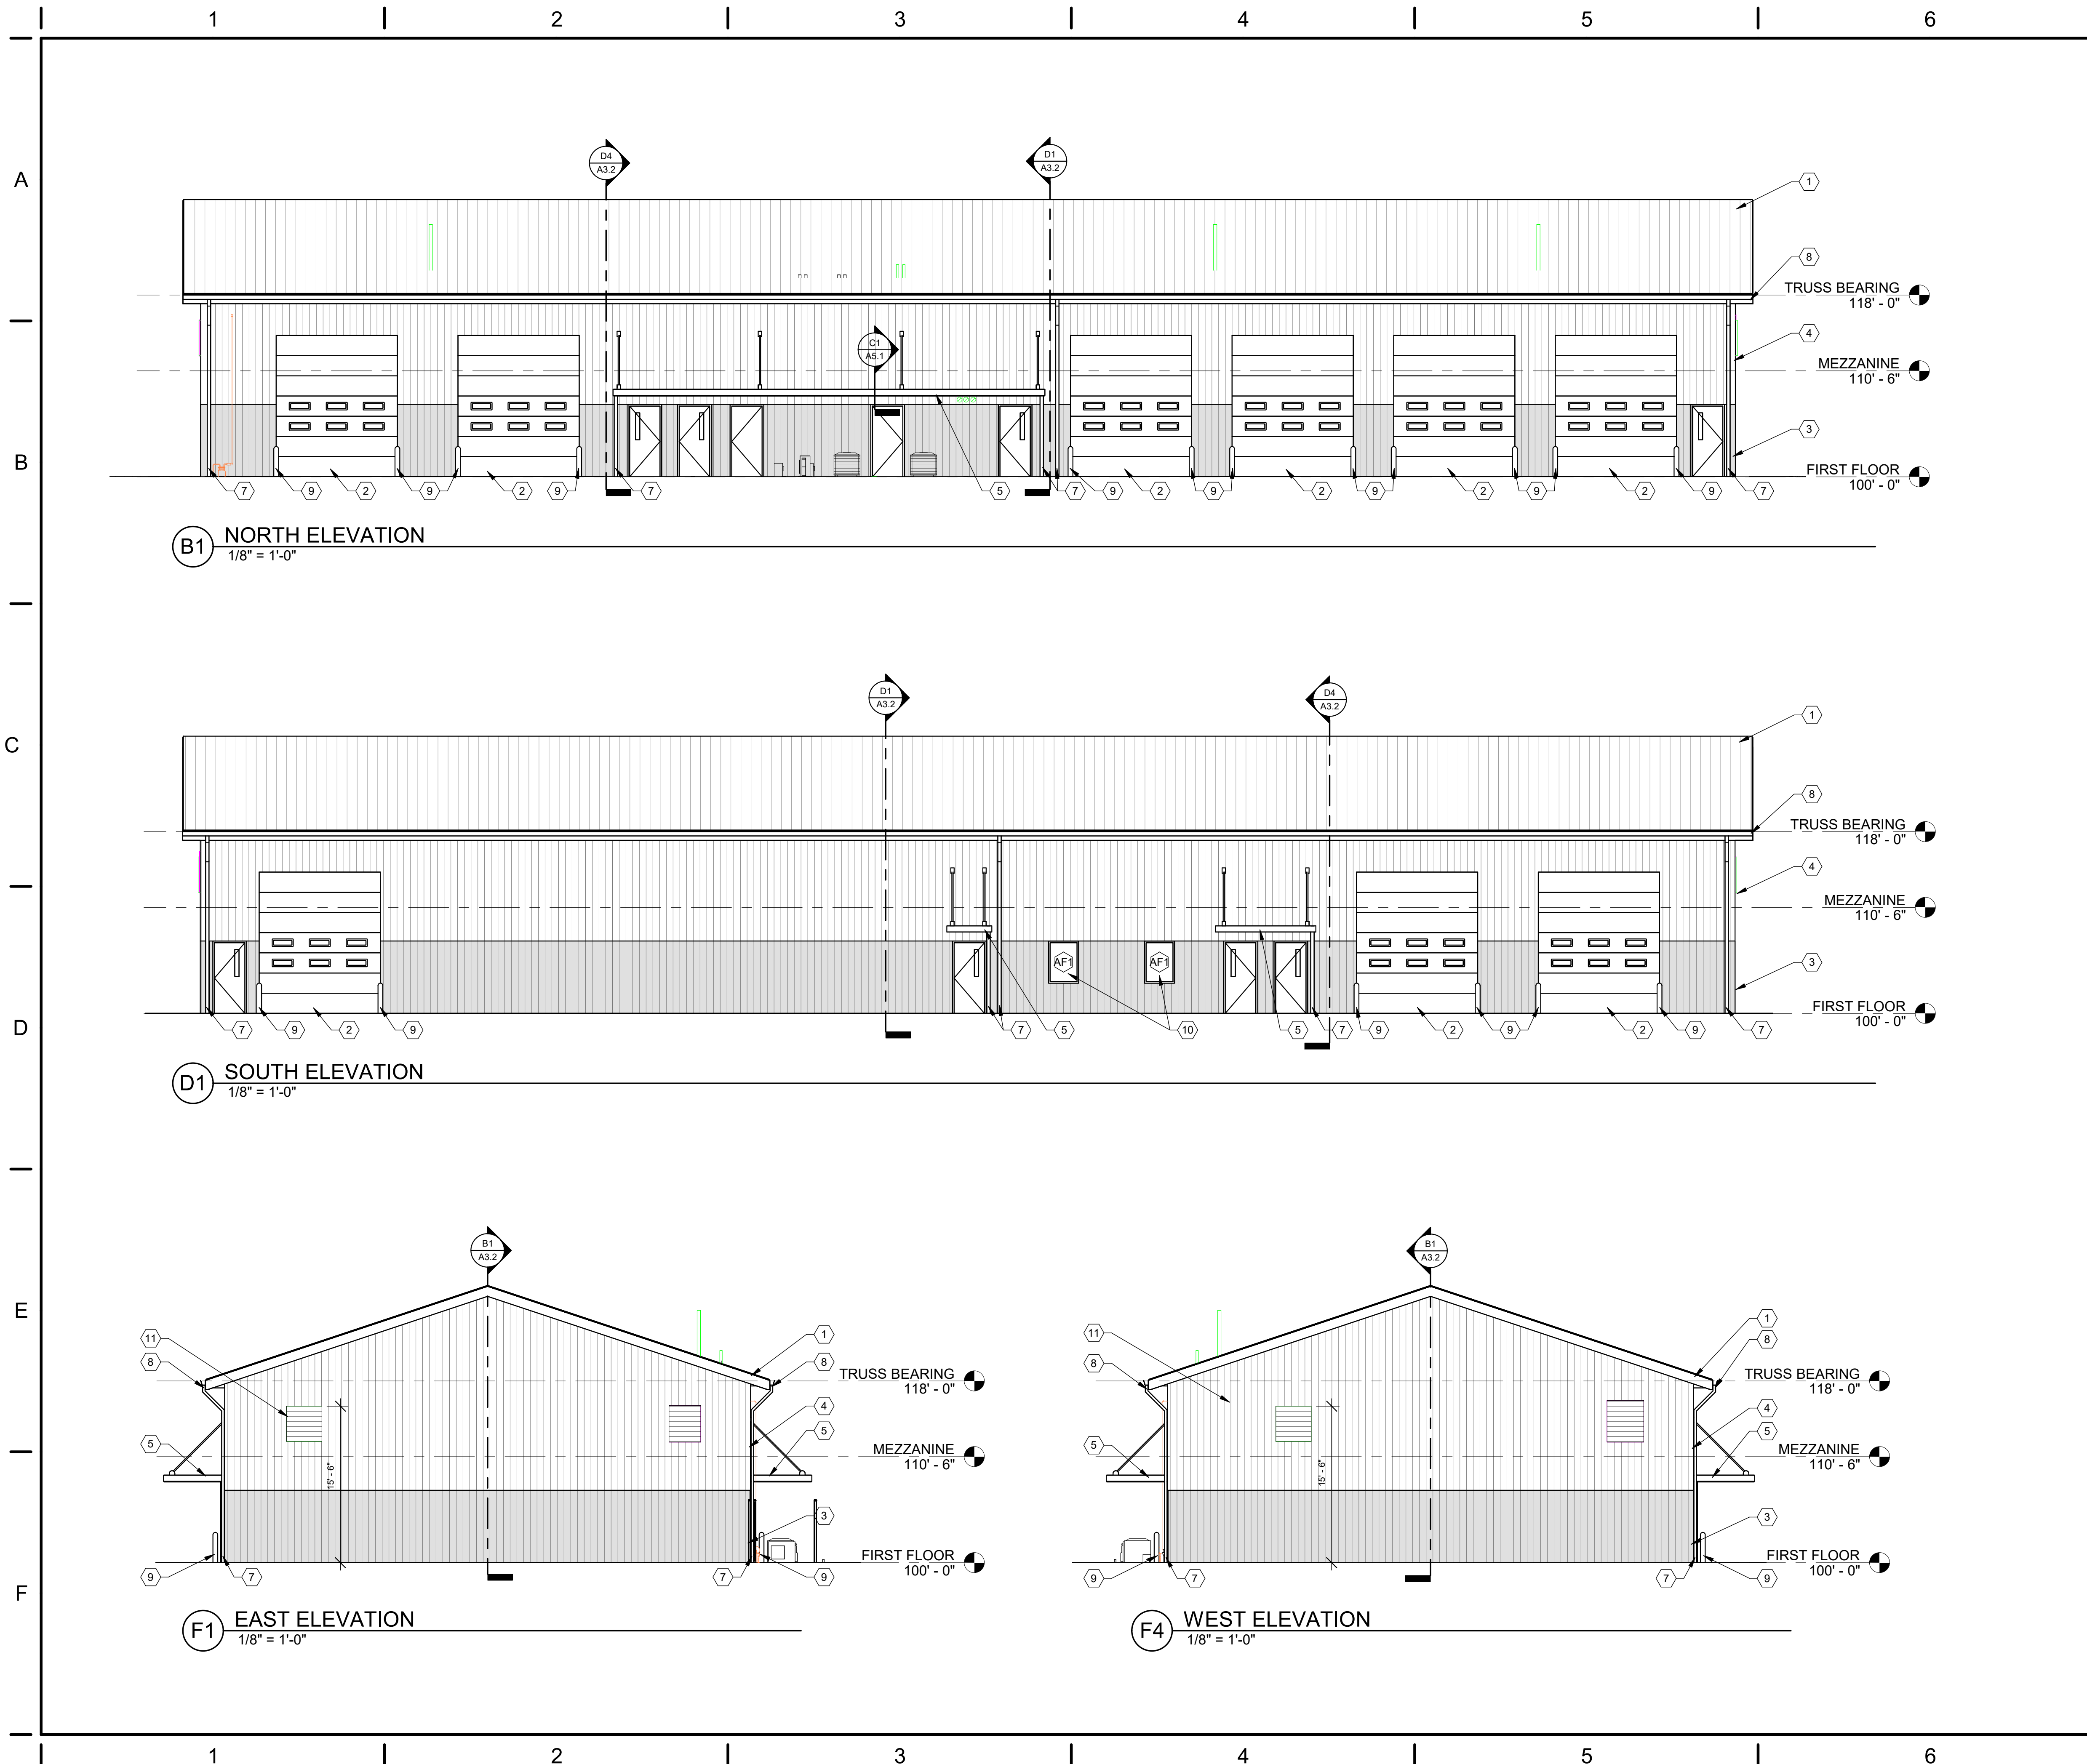 1 2 3 4 5 6
A
B
C
D
E
F
D4
A3.2
D1
A3.2
1
8
TRUSS BEARING
118' - 0"
C1
A5.1
4
MEZZANINE
110' - 6"
3
FIRST FLOOR
100' - 0"
7 9 2 9 2 9 7 5 7 9 2 9 2 9 2 9 2 9 7
B1 NORTH ELEVATION
1/8" = 1'-0"
D1
A3.2
D4
A3.2
1
8
TRUSS BEARING
118' - 0"
4
MEZZANINE
110' - 6"
AF1 AF1
3
FIRST FLOOR
100' - 0"
7 9 2 9 7 5 10 5 7 9 2 9 2 9 7
D1 SOUTH ELEVATION
1/8" = 1'-0"
B1
A3.2
11
8
1
8
TRUSS BEARING
118' - 0"
4
5
5
MEZZANINE
110' - 6"
15' - 6"
3
FIRST FLOOR
100' - 0"
9 7 7 9
F1 EAST ELEVATION
1/8" = 1'-0"
B1
A3.2
11
8
1
8
TRUSS BEARING
118' - 0"
4
5
5
MEZZANINE
110' - 6"
15' - 6"
3
FIRST FLOOR
100' - 0"
9 7 7 9
F4 WEST ELEVATION
1/8" = 1'-0"
1 2 3 4 5 6